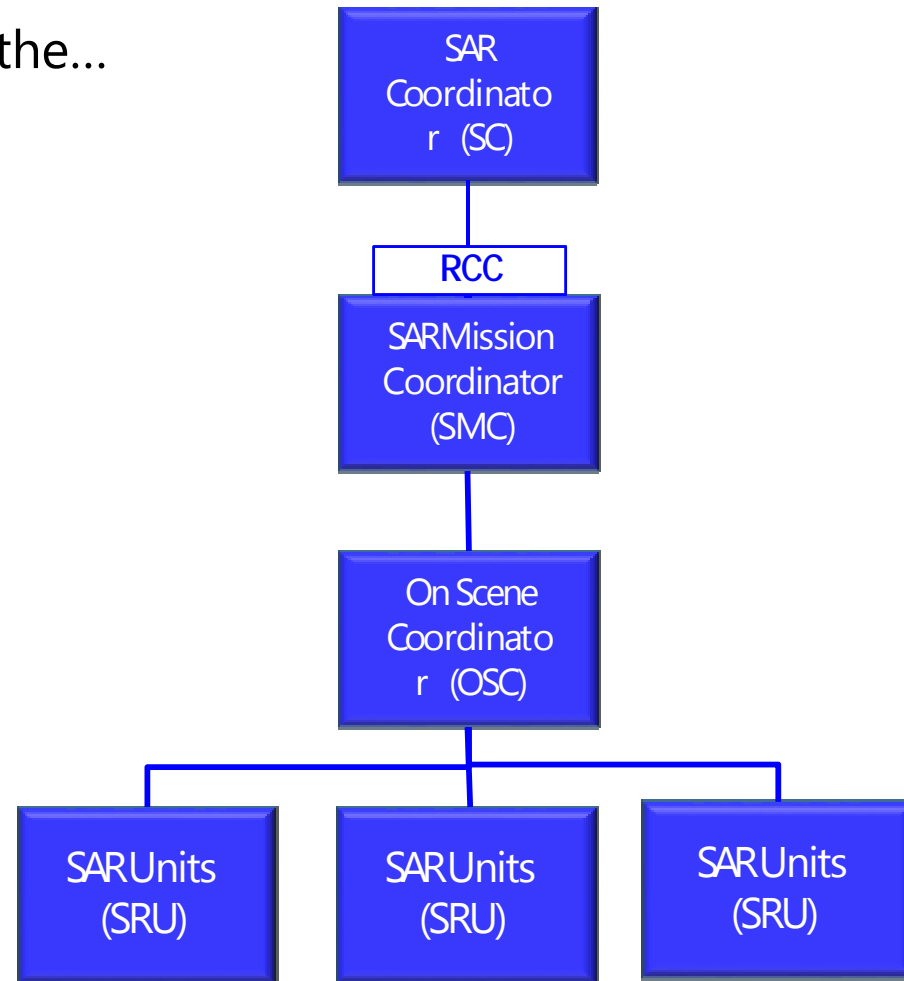 the...
SAR
Coordinato
r (SC)
RCC
SARMission
Coordinator
(SMC)
On Scene
Coordinato
r (OSC)
SARUnits
(SRU)
SARUnits
(SRU)
SARUnits
(SRU)